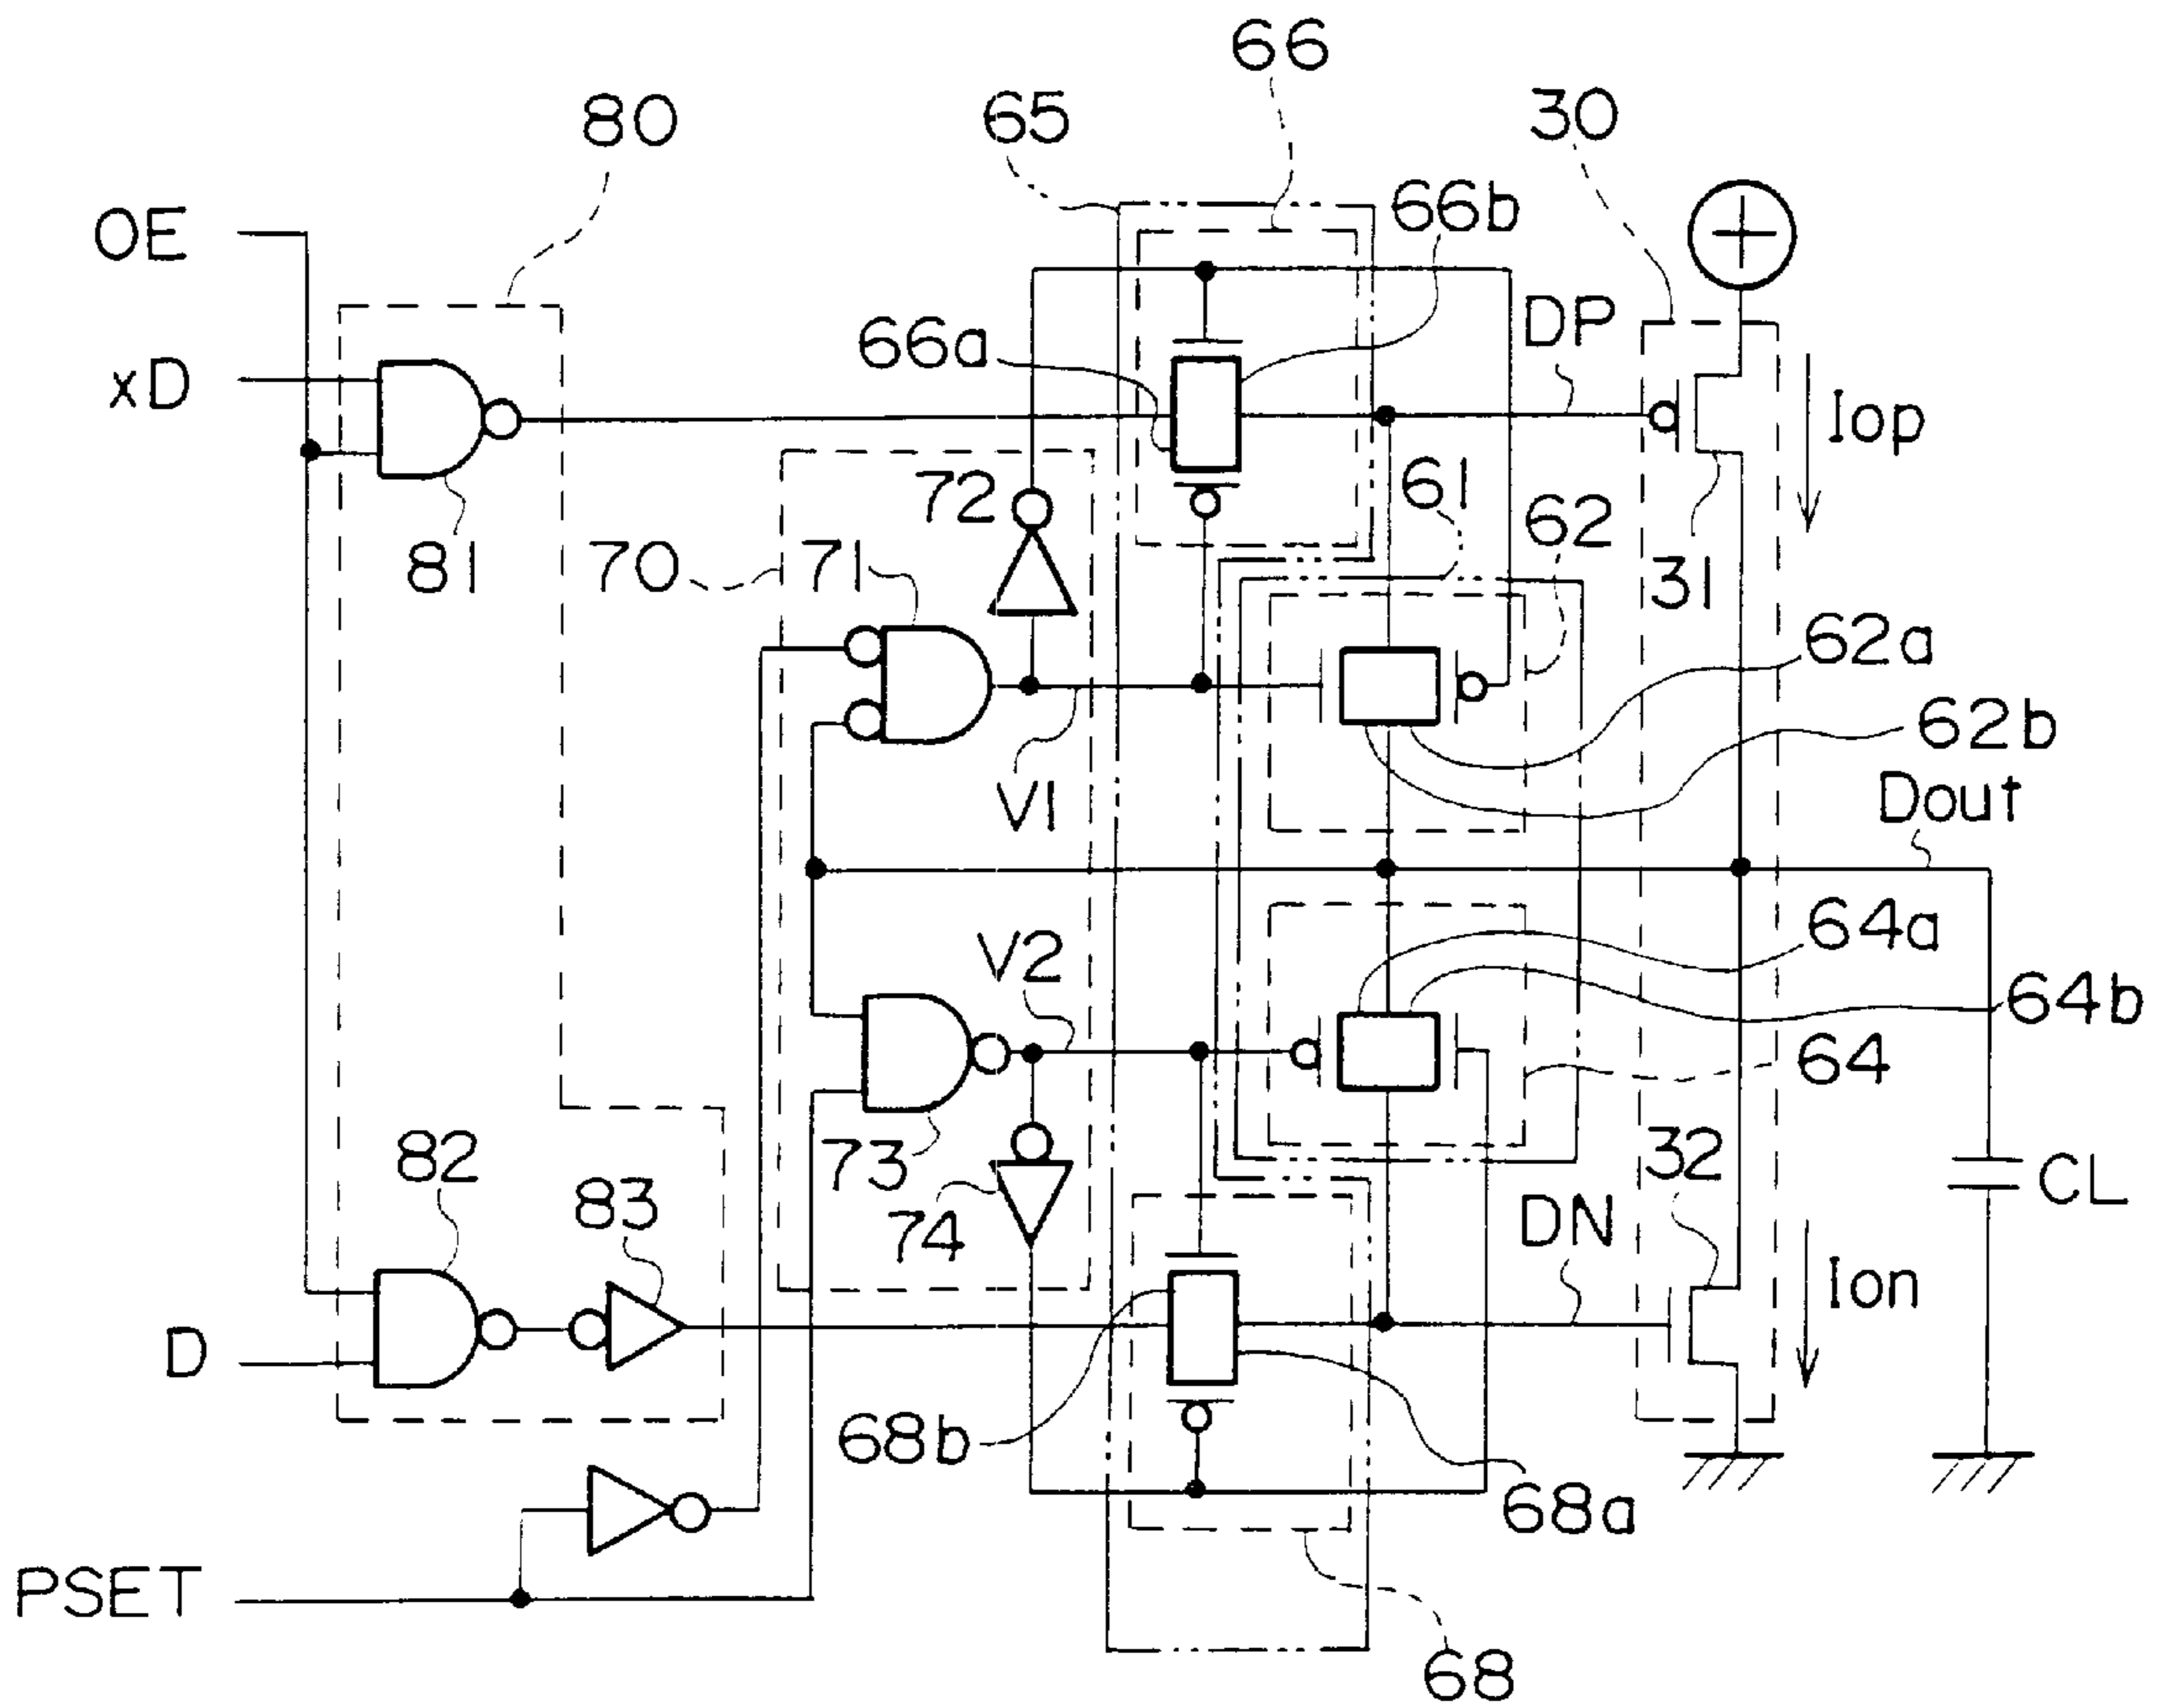 66
65
80
30
66b
OE
DP
66a
xD
Iop
61
72
62
81
70
71
31
62a
62b
V1
Dout
64a
V2
64b
64
82
73
32
83
CL
74
DN
Ion
D
68b
68a
PSET
68